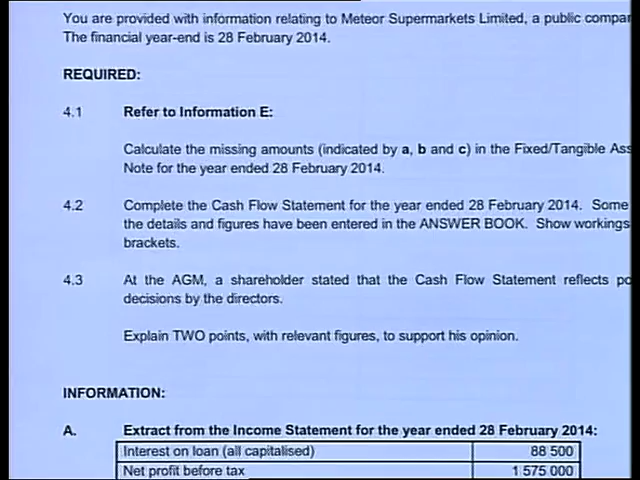 You are provided with information relating to Meteor Supermarkets Limited, a public
The financial year-end is 28 February 2014.
REQUIRED:
4.1 Refer to Information E:
Calculate the missing amounts (indicated by a, b and c) in the Fixed/Tangible
Note for the year ended 28 February 2014.
4.2 Complete the Cash Flow Statement for the year ended 28 February 2014. Some
the details and figures have been entered in the ANSWER BOOK. Show workings
brackets.
4.3 At the AGM, a shareholder stated that the Cash Flow Statement reflects
decisions by the directors.
Explain TWO points, with relevant figures, to support his opinion.
INFORMATION:
A. Extract from the Income Statement for the year ended 28 February 2014:
Interest on loan (all capitalised) 88 500
Net profit before tax 1 575 000